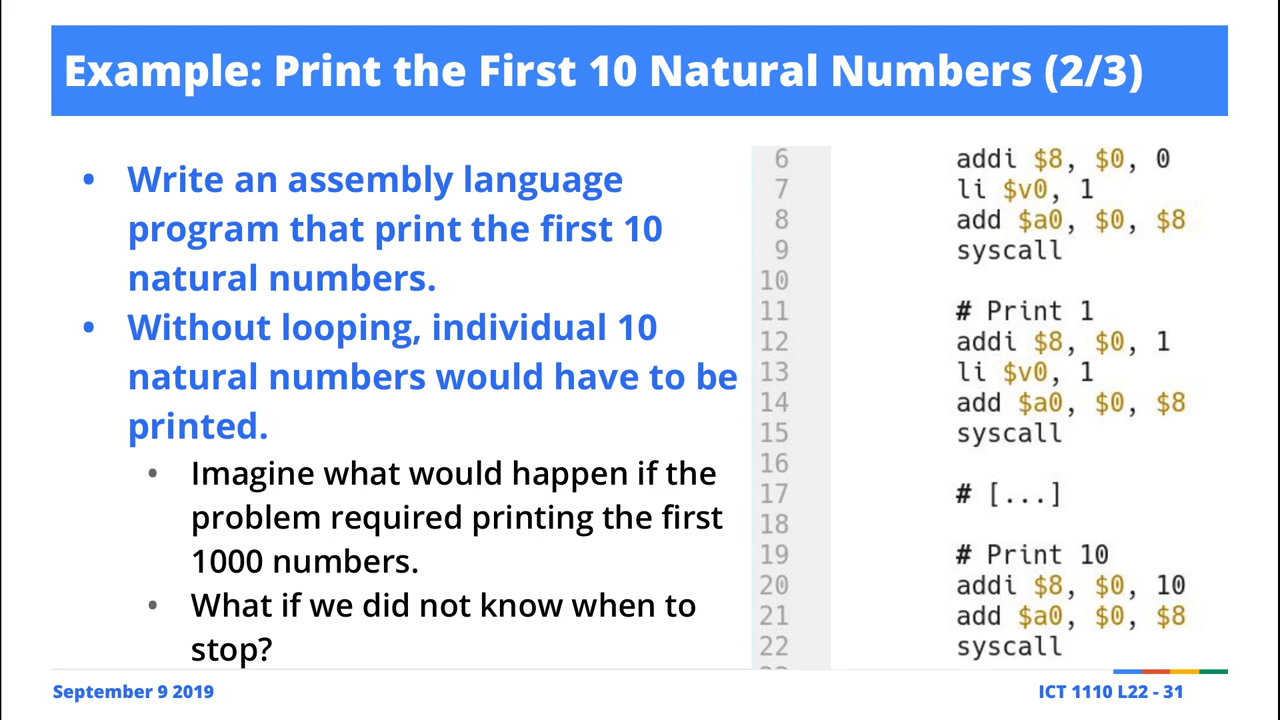 Example: Print the First 10 Natural Numbers (2/3)
• Write an assembly language
program that print the first 10
natural numbers.
• Without looping, individual 10
natural numbers would have to be
printed.
• Imagine what would happen if the
problem required printing the first
1000 numbers.
• What if we did not know when to
stop?
6 addi $8, $0, 0
7 li $v0, 1
8 add $a0, $0, $8
9 syscall
10
11 # Print 1
12 addi $8, $0, 1
13 li $v0, 1
14 add $a0, $0, $8
15 syscall
16
17 # [...]
18
19 # Print 10
20 addi $8, $0, 10
21 add $a0, $0, $8
22 syscall
September 9 2019
ICT 1110 L22 - 31